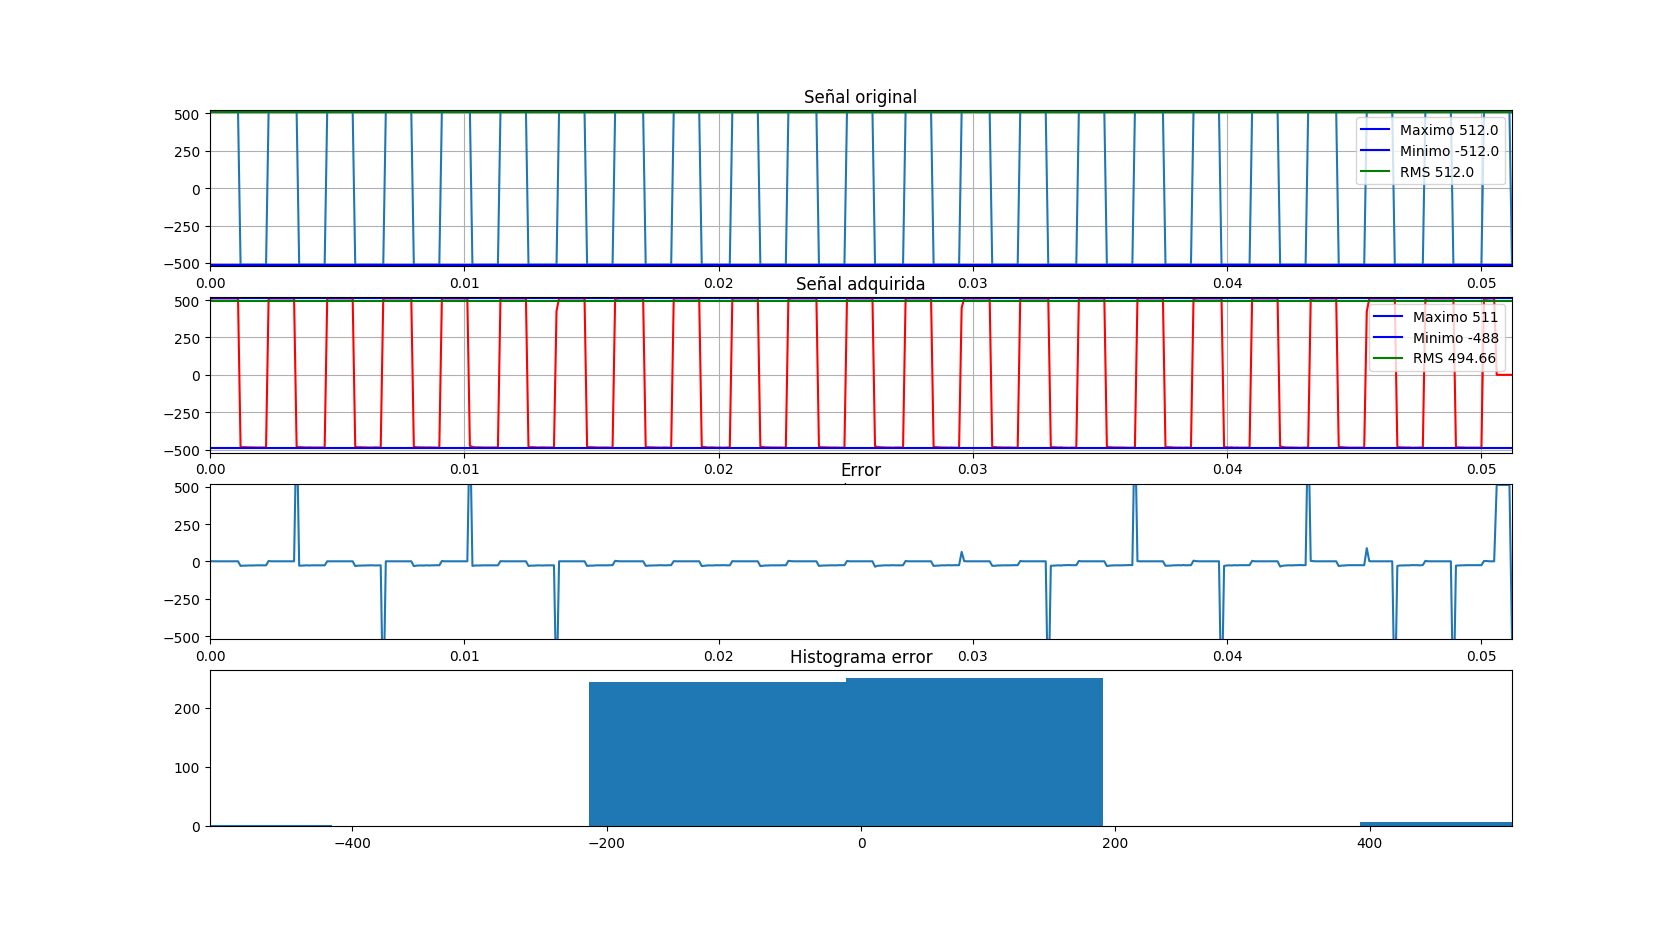 Señal original
500
250
0
−250
−500
Maximo 512.0
Minimo -512.0
RMS 512.0
0.00 0.01 0.02 0.03 0.04 0.05
Señal adquirida
500
250
0
−250
−500
Maximo 511
Minimo -488
RMS 494.66
0.00 0.01 0.02 0.03 0.04 0.05
Error
500
250
0
−250
−500
0.00 0.01 0.02 0.03 0.04 0.05
Histograma error
200
100
0
−400 −200 0 200 400